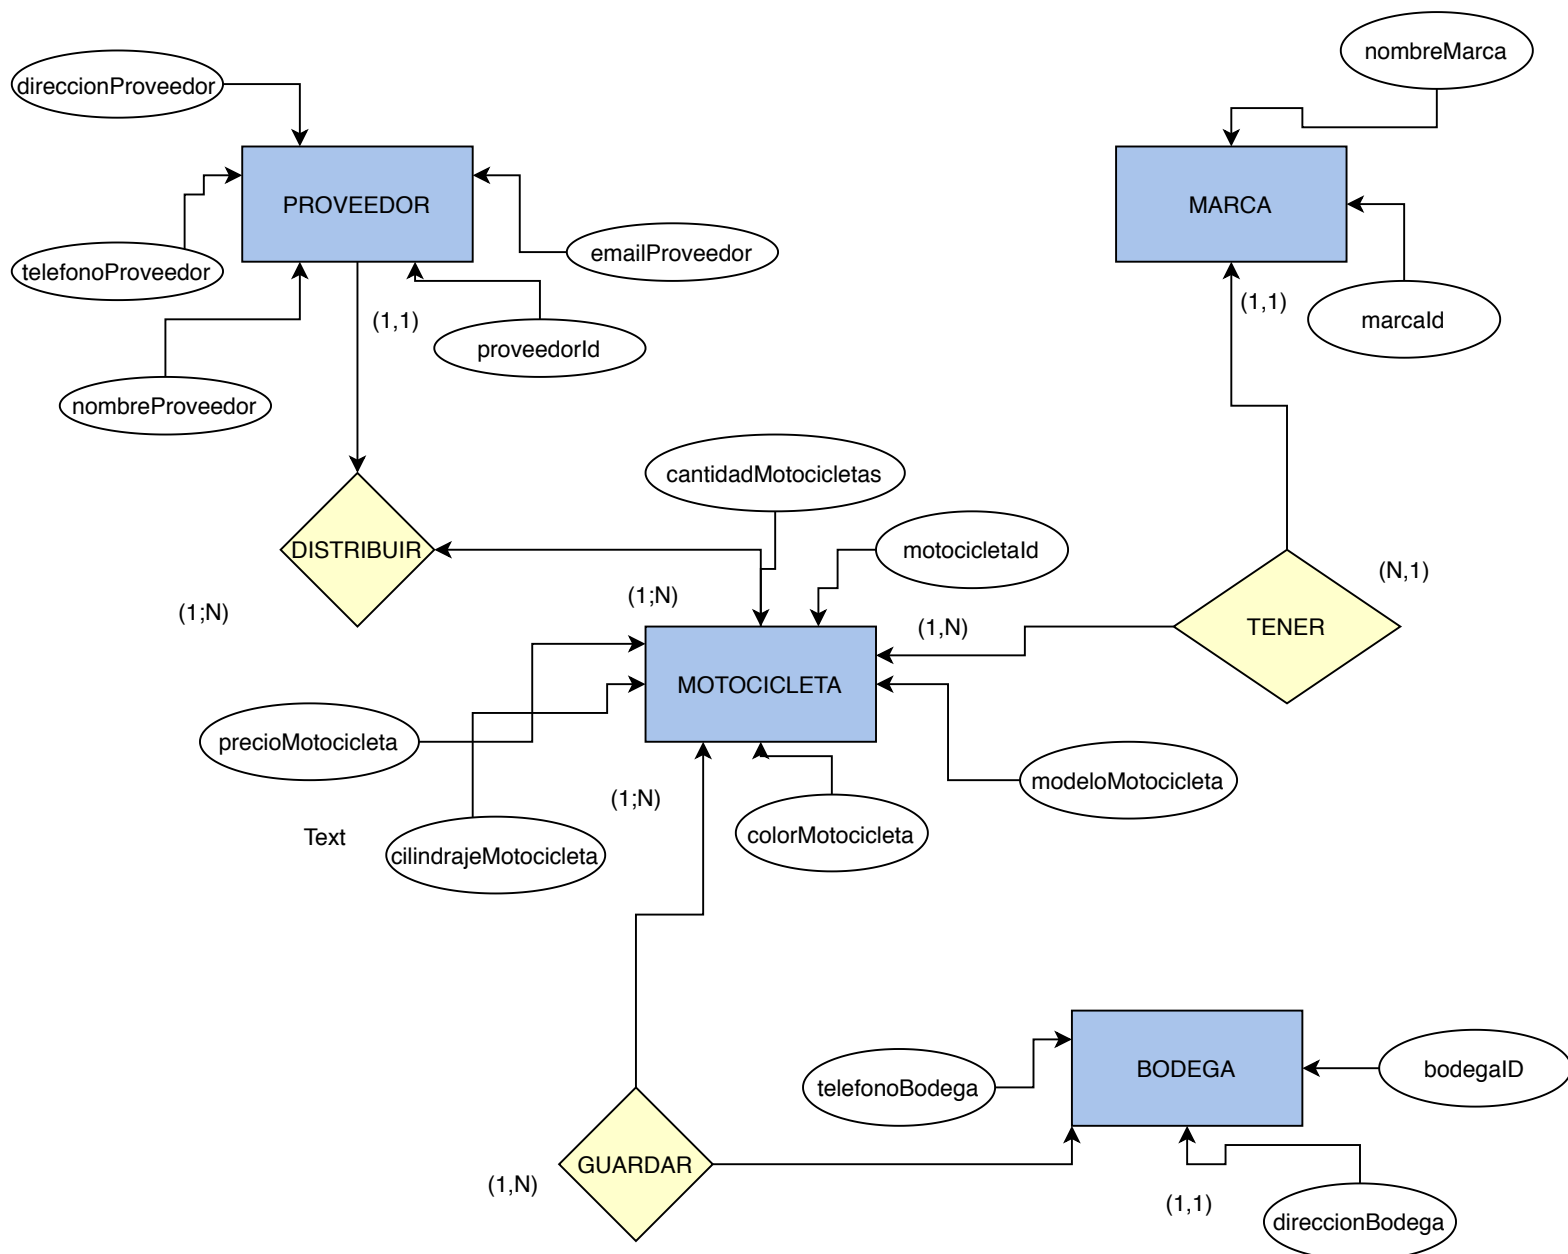 nombreMarca
direccionProveedor
PROVEEDOR
MARCA
emailProveedor
telefonoProveedor
(1,1)
(1,1)
marcaId
proveedorId
nombreProveedor
cantidadMotocicletas
DISTRIBUIR
motocicletaId
(N,1)
(1;N)
(1;N)
(1,N)
TENER
MOTOCICLETA
precioMotocicleta
modeloMotocicleta
(1;N)
Text
colorMotocicleta
cilindrajeMotocicleta
BODEGA
bodegaID
telefonoBodega
GUARDAR
(1,N)
(1,1)
direccionBodega